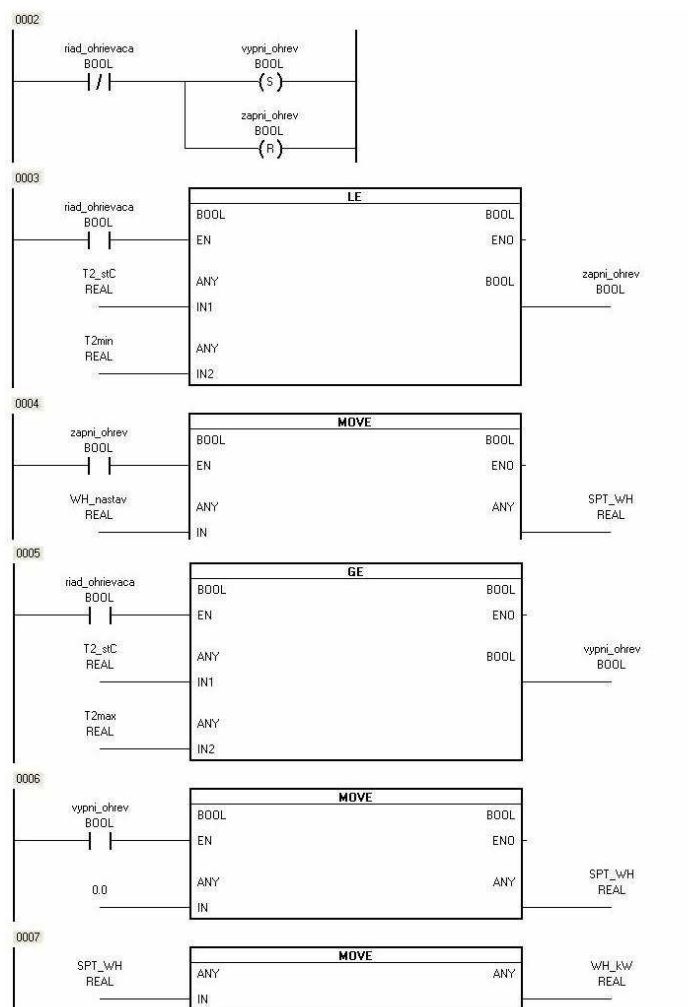 0002
riad_ohrievaca
BOOL
/
vypni_ohrev
BOOL
S
zapni_ohrev
BOOL
R
0003
LE
riad_ohrievaca
BOOL
BOOL
BOOL
EN
ENO
T2_stC
REAL
ANY
BOOL
zapni_ohrev
BOOL
IN1
T2min
REAL
ANY
IN2
0004
MOVE
zapni_ohrev
BOOL
BOOL
BOOL
EN
ENO
WH_nastav
REAL
ANY
ANY
SPT_WH
REAL
IN
0005
GE
riad_ohrievaca
BOOL
BOOL
BOOL
EN
ENO
T2_stC
REAL
ANY
BOOL
vypni_ohrev
BOOL
IN1
T2max
REAL
ANY
IN2
0006
MOVE
vypni_ohrev
BOOL
BOOL
BOOL
EN
ENO
0.0
ANY
ANY
SPT_WH
REAL
IN
0007
MOVE
SPT_WH
REAL
ANY
ANY
WH_kW
REAL
IN